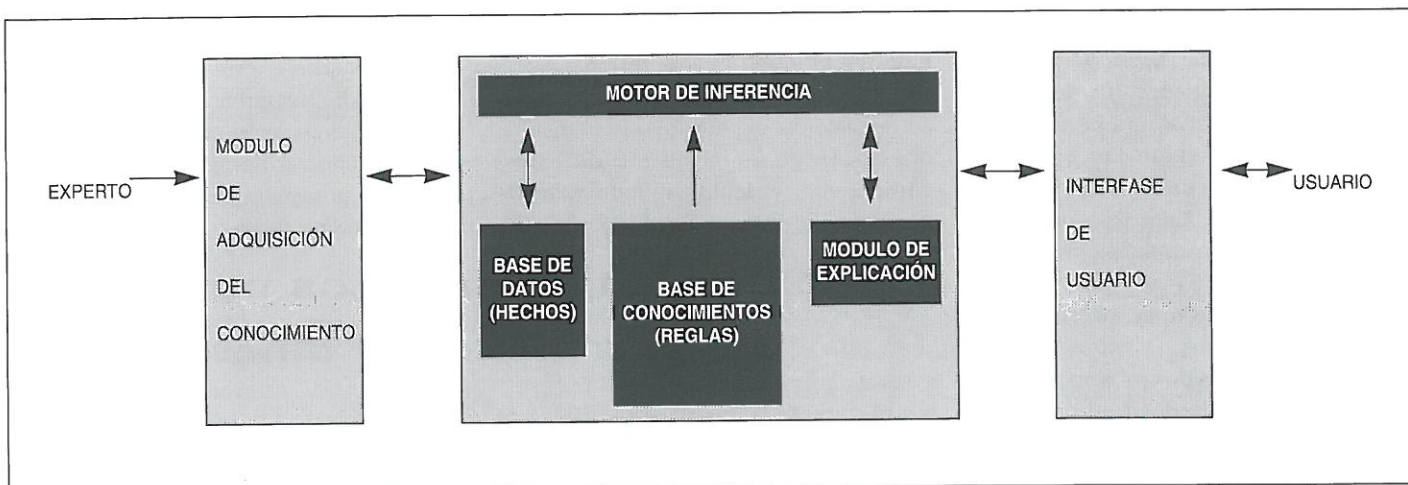 EXPERTO
MODULO
DE
ADQUISICIÓN
DEL
CONOCIMIENTO
MOTOR DE INFERENCIA
BASE DE
DATOS
(HECHOS)
BASE DE
CONOCIMIENTOS
(REGLAS)
MODULO DE
EXPLICACIÓN
INTERFASE
DE
USUARIO
USUARIO